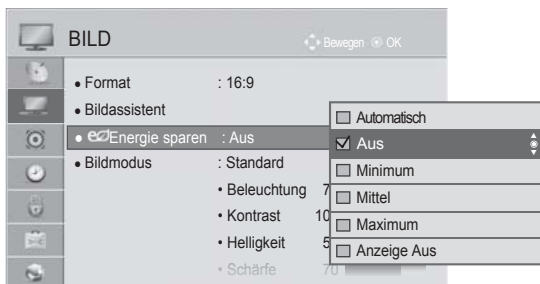 BILD
Bewegen OK
• Format : 16:9
• Bildassistent
• Energie sparen : Aus
• Bildmodus : Standard
• Beleuchtung 7
• Kontrast 10
• Helligkeit 5
• Schärfe 70
Automatisch
Aus
Minimum
Mittel
Maximum
Anzeige Aus